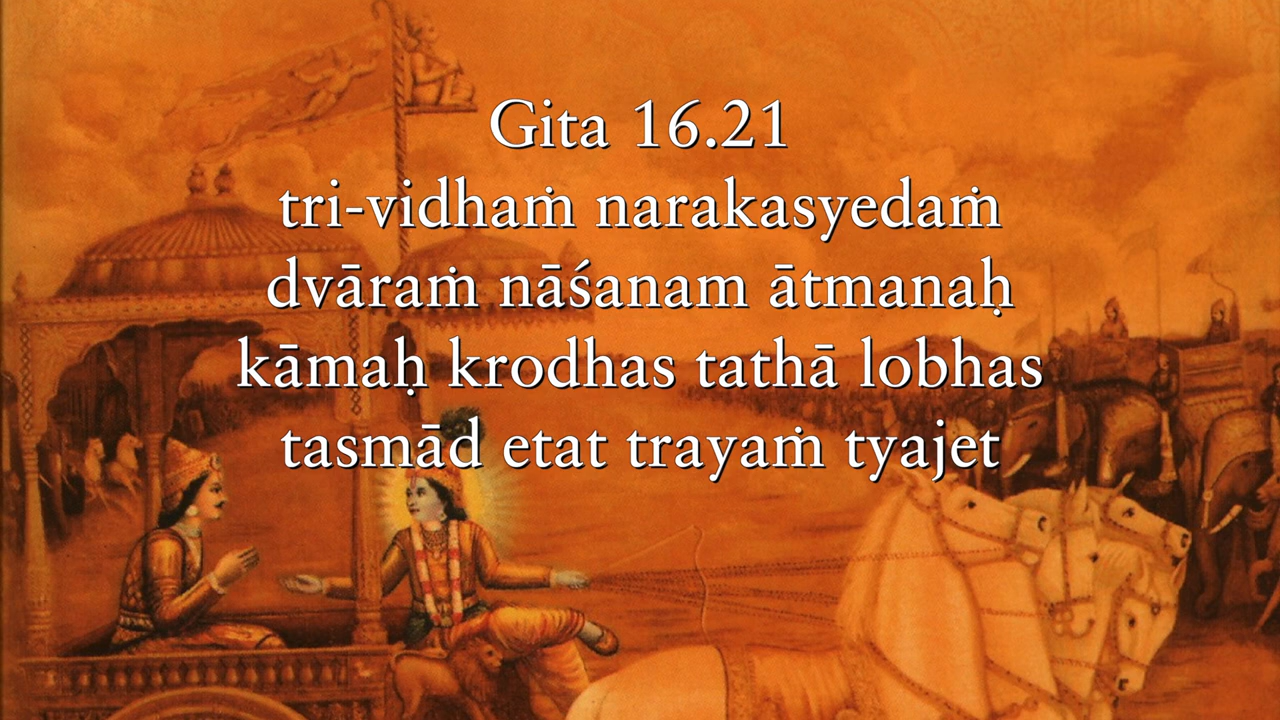 Gita 16.21
tri-vidhaṁ narakasyedaṁ
dvāraṁ nāśanam ātmanaḥ
kāmaḥ krodhas tathā lobhas
tasmād etat trayaṁ tyajet